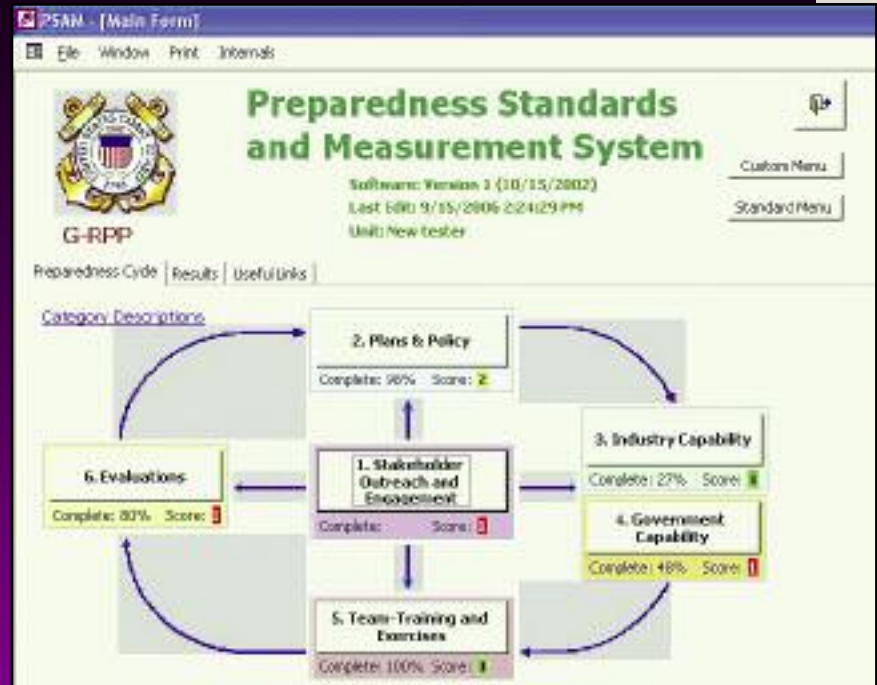 PSAM - [Main Form]
File Window Print Internals
Preparedness Standards
and Measurement System
Software: Version 1 (10/15/2002)
Last Edit: 9/15/2006 2:24:29 PM
Unit: New tester
Custom Menu
Standard Menu
G-RPP
Preparedness Cycle Results Useful Links
Category Descriptions
2. Plans & Policy
Complete: 98% Score: 2
3. Industry Capability
Complete: 27% Score:
1. Stakeholder
Outreach and
Engagement
Complete: Score:
6. Evaluations
Complete: 80% Score:
4. Government
Capability
Complete: 48% Score: 1
5. Team-Training and
Exercises
Complete: 100% Score: